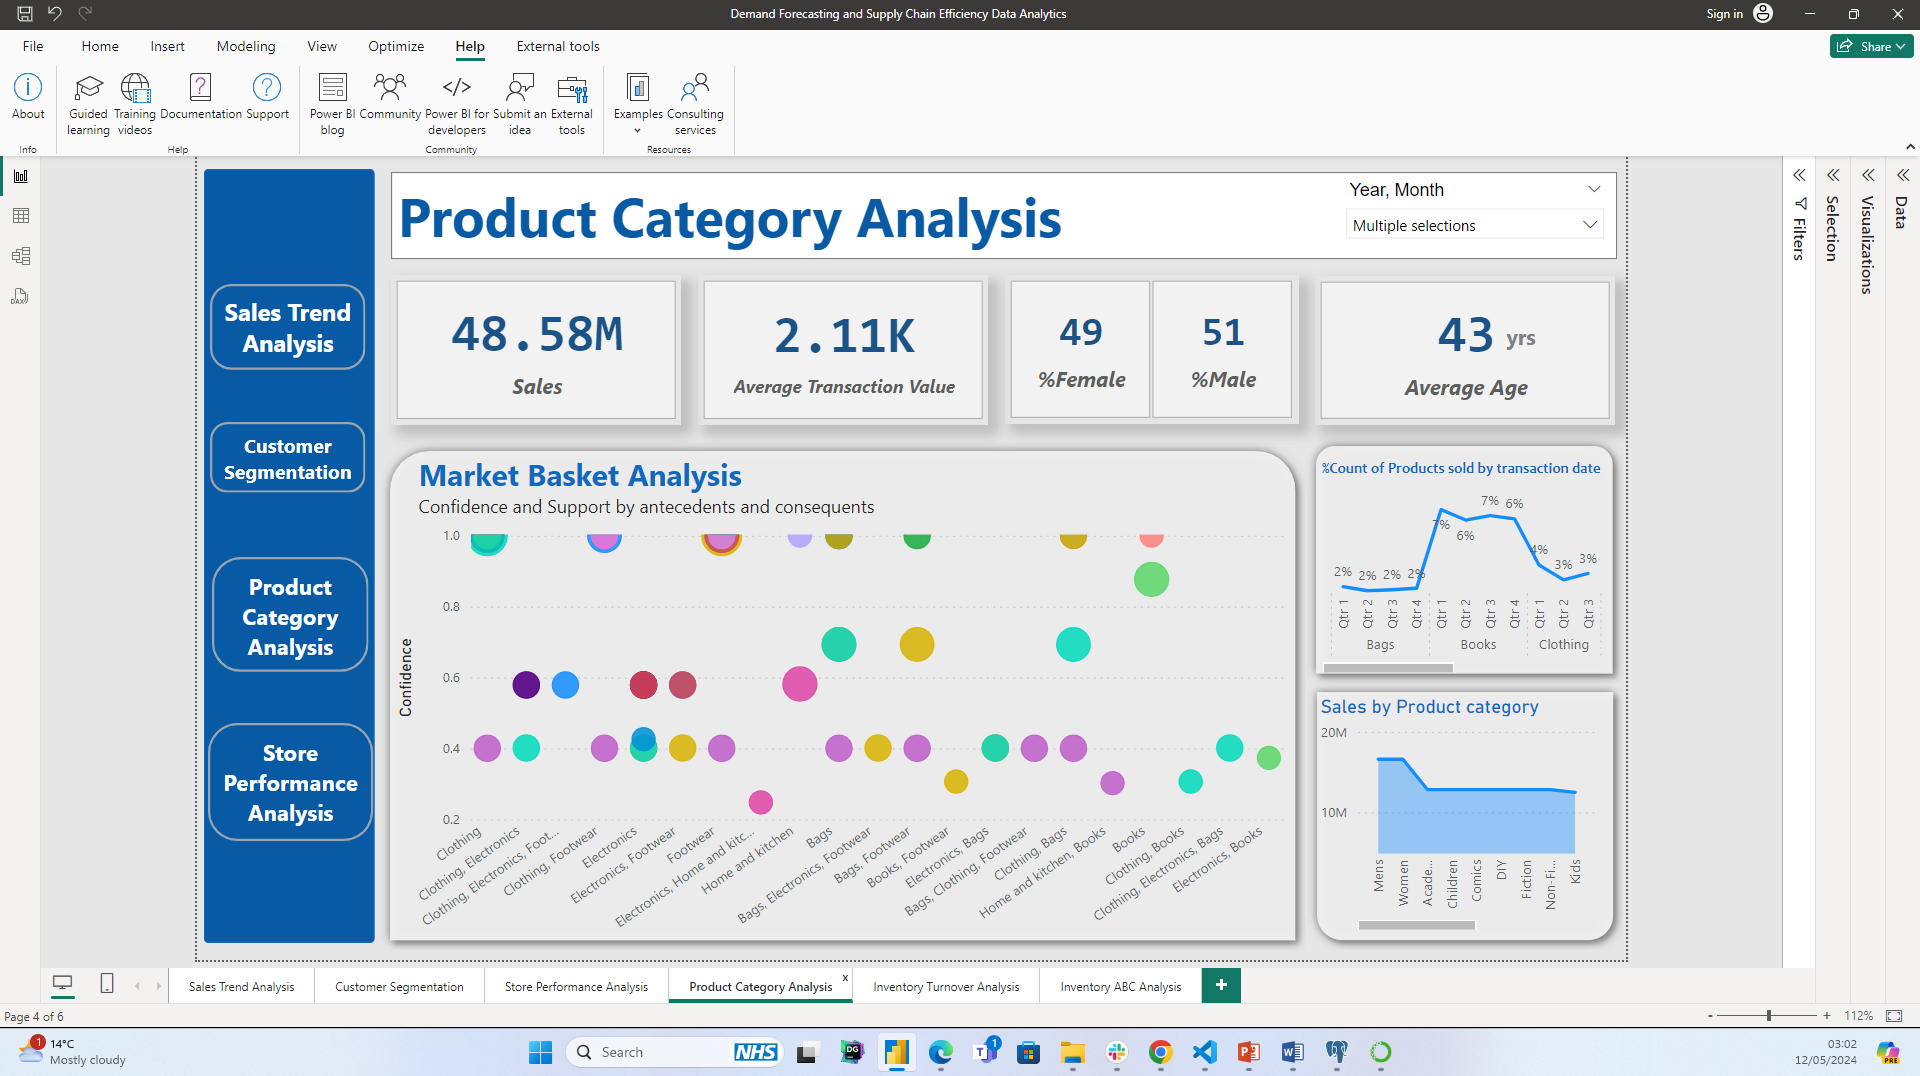 Demand Forecasting and Supply Chain Efficiency Data Analytics
Sign in
File Home Insert Modeling View Optimize Help External tools
Share
About
Guided learning
Training videos
Documentation
Support
Power BI blog
Community
Power BI for developers
Submit an idea
External tools
Examples
Consulting services
Info
Help
Community
Resources
DAX
Sales Trend
Analysis
Customer
Segmentation
Product
Category
Analysis
Store
Performance
Analysis
Product Category Analysis
Year, Month
Multiple selections
48.58M
Sales
2.11K
Average Transaction Value
49
%Female
51
%Male
43 yrs
Average Age
Market Basket Analysis
Confidence and Support by antecedents and consequents
Confidence
1.0
0.8
0.6
0.4
0.2
Clothing
Clothing, Electronics
Clothing, Electronics, Foot...
Clothing, Footwear
Electronics
Electronics, Footwear
Footwear
Electronics, Home and kitc...
Home and kitchen
Bags
Bags, Electronics, Footwear
Bags, Footwear
Books, Footwear
Electronics, Bags
Bags, Clothing, Footwear
Clothing, Bags
Home and kitchen, Books
Books
Clothing, Books
Clothing, Electronics, Bags
Electronics, Books
%Count of Products sold by transaction date
2% 2% 2% 2% 7% 6% 7% 6% 4% 3% 3%
Qtr 1 Qtr 2 Qtr 3 Qtr 4 Qtr 1 Qtr 2 Qtr 3 Qtr 4 Qtr 1 Qtr 2 Qtr 3
Bags Books Clothing
Sales by Product category
20M
10M
Mens Women Acade... Children Comics DIY Fiction Non-Fi... Kids
Filters
Selection
Visualizations
Data
Sales Trend Analysis
Customer Segmentation
Store Performance Analysis
Product Category Analysis
x
Inventory Turnover Analysis
Inventory ABC Analysis
+
Page 4 of 6
- + 112%
1
14°C
Mostly cloudy
Search
NHS
DG
T
1
P
W
PRE
03:02
12/05/2024